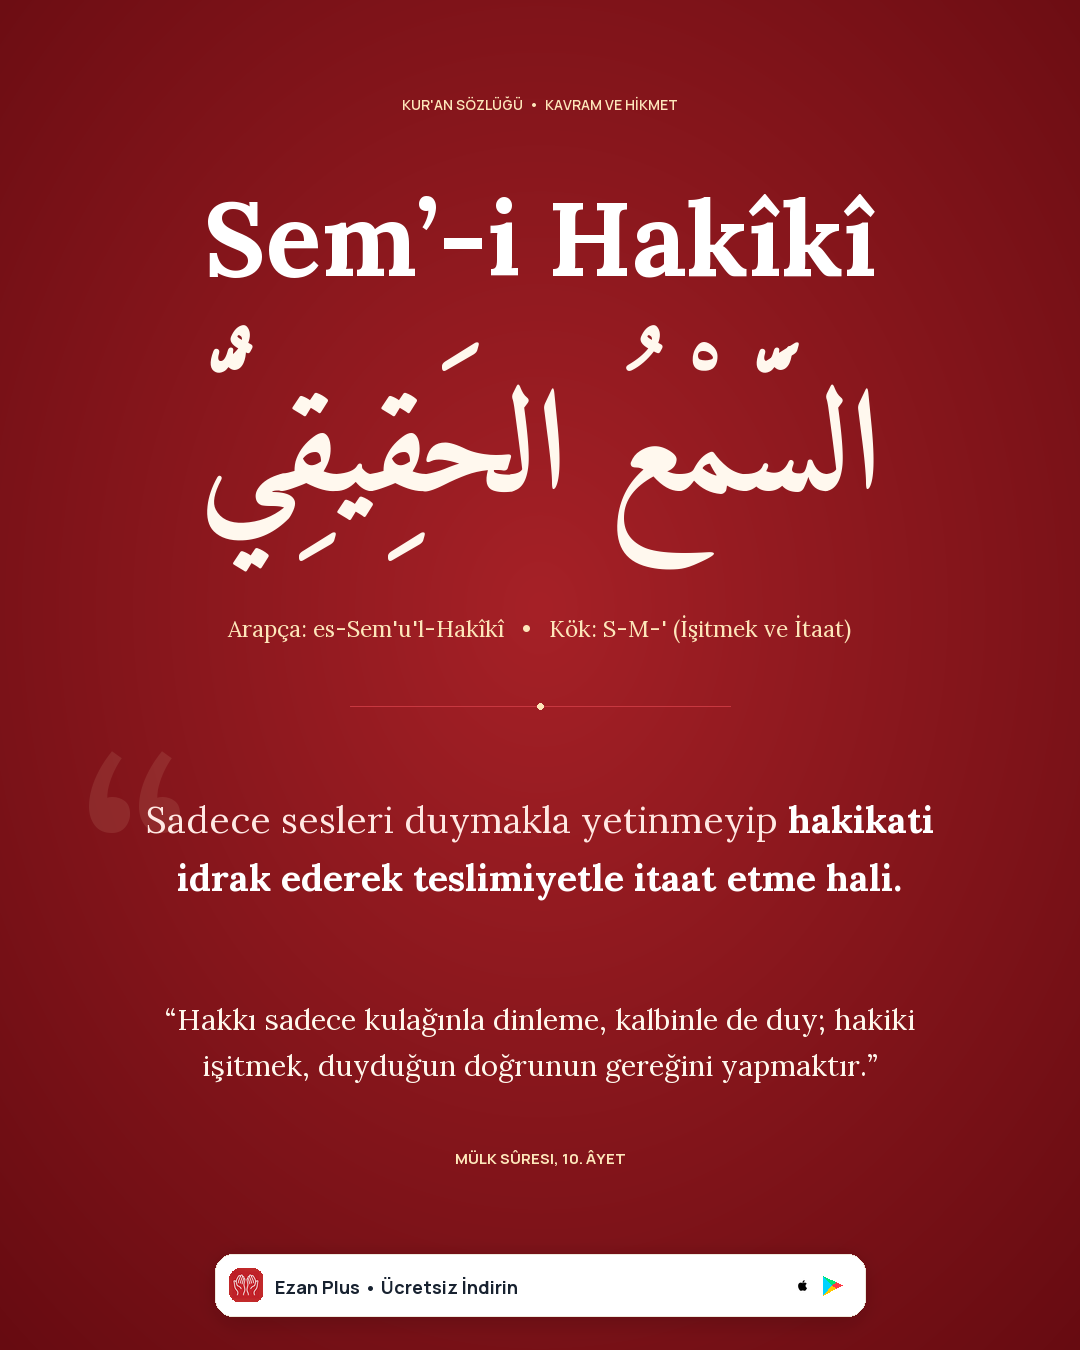 KUR'AN SÖZLÜĞÜ • KAVRAM VE HİKMET
Sem’-i Hakîkî
السَّمْعُ الحَقِيقِيُّ
Arapça: es-Sem'u'l-Hakîkî • Kök: S-M-' (İşitmek ve İtaat)
“
Sadece sesleri duymakla yetinmeyip hakikati
idrak ederek teslimiyetle itaat etme hali.
“Hakkı sadece kulağınla dinleme, kalbinle de duy; hakiki
işitmek, duyduğun doğrunun gereğini yapmaktır.”
MÜLK SÛRESI, 10. ÂYET
Ezan Plus • Ücretsiz İndirin